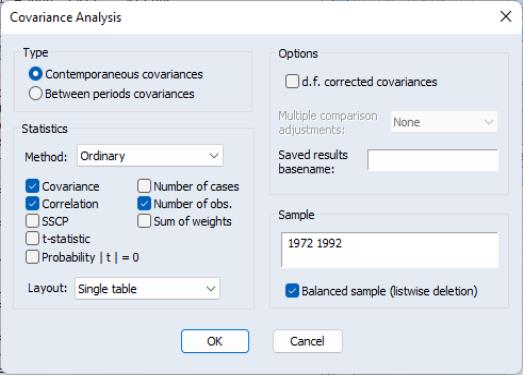 Covariance Analysis
Type
Contemporaneous covariances
Between periods covariances
Statistics
Method: Ordinary
Covariance
Number of cases
Correlation
Number of obs.
SSCP
Sum of weights
t-statistic
Probability | t | = 0
Layout: Single table
Options
d.f. corrected covariances
Multiple comparison
adjustments:
None
Saved results
basename:
Sample
1972 1992
Balanced sample (listwise deletion)
OK
Cancel